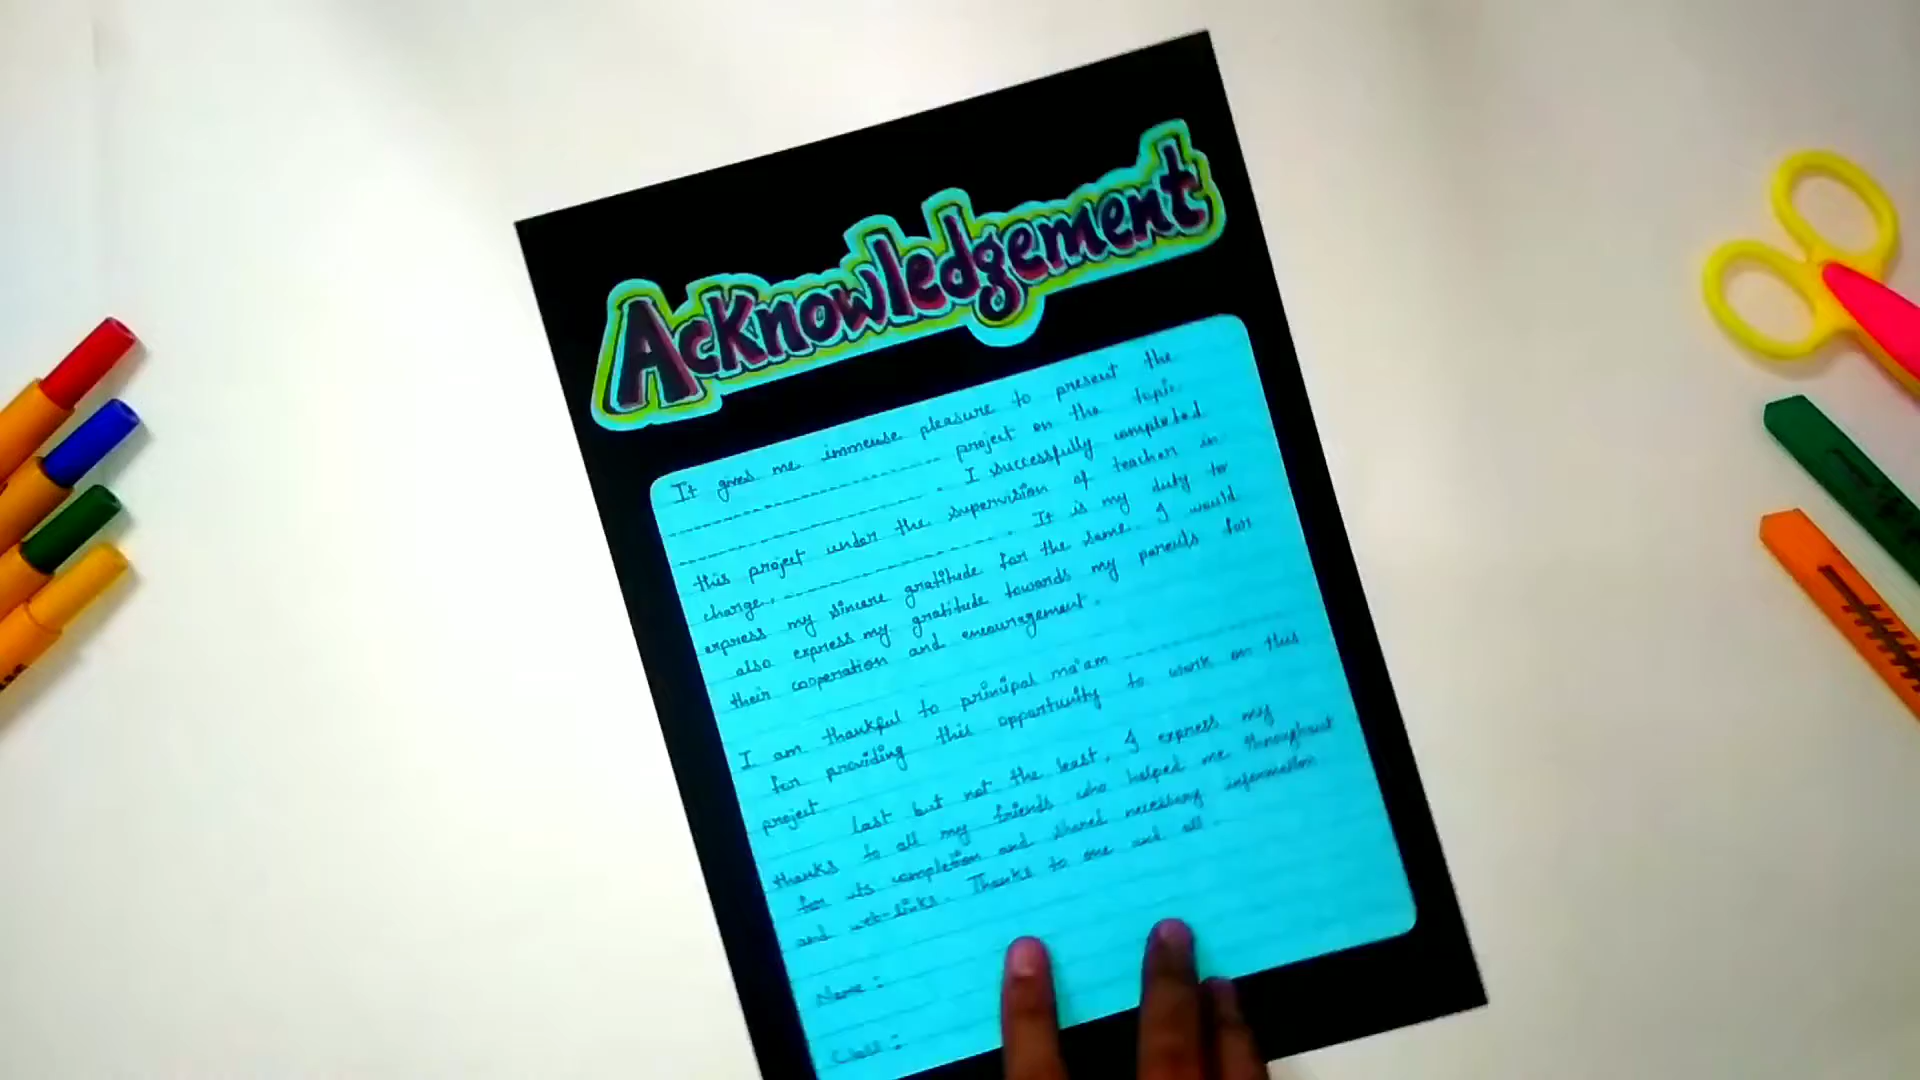 Acknowledgement
It gives me immense pleasure to present the
-------------------- project on the topic
-------------------- . I successfully completed
this project under the supervision of teacher in
charge, -------------------- . It is my duty to
express my sincere gratitude for the same. I would
also express my gratitude towards my parents for
their cooperation and encouragement.
I am thankful to principal ma'am ----------
for providing this opportunity to work on this
project.
Last but not the least, I express my
thanks to all my friends who helped me throughout
for its completion and shared necessary information
and web-links. Thanks to one and all.
Name :
Class :